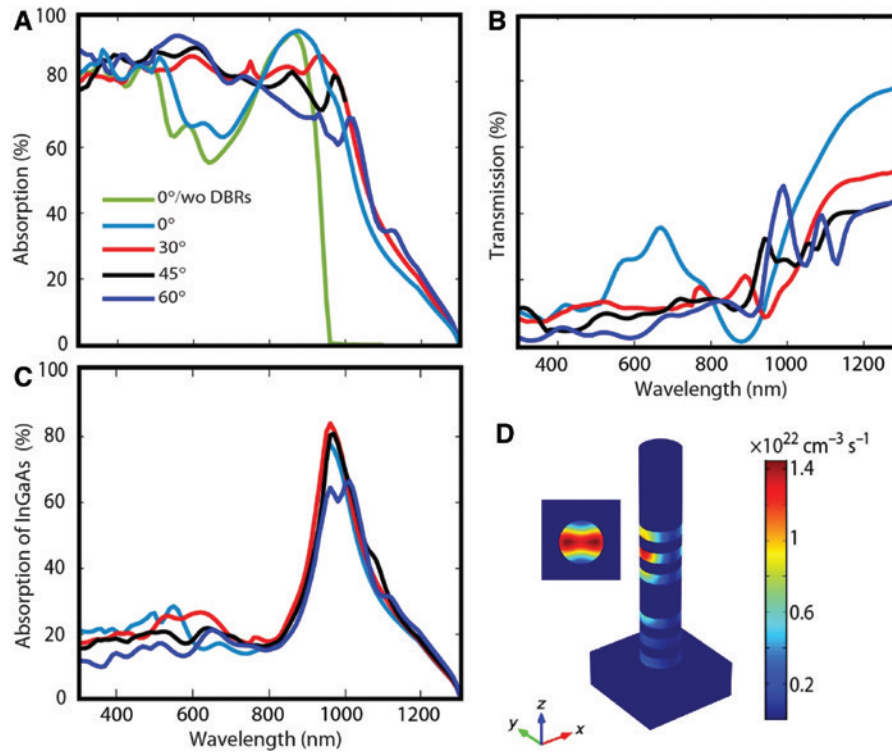 A
100
80
60
40
20
0
Absorption (%)
0°/wo DBRs
0°
30°
45°
60°
B
Transmission (%)
400
600
800
1000
1200
Wavelength (nm)
C
100
80
60
40
20
0
Absorption of InGaAs (%)
400
600
800
1000
1200
Wavelength (nm)
D
×10²² cm⁻³ s⁻¹
1.4
1
0.6
0.2
z
y
x